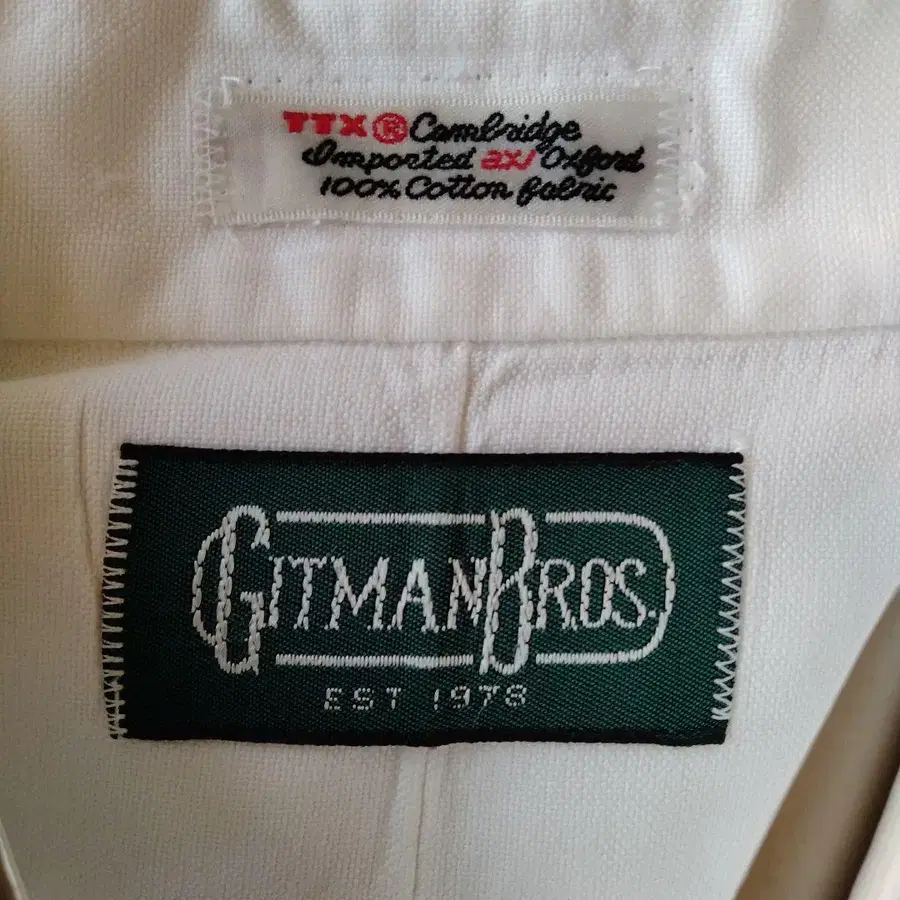 TTX® Cambridge
Imported 2X1 Oxford
100% Cotton fabric
GITMAN BROS.
EST 1978